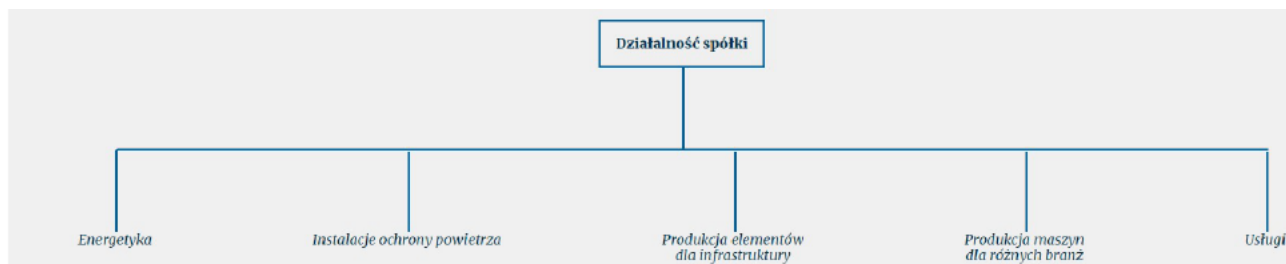 Działalność spółki
Energetyka
Instalacje ochrony powietrza
Produkcja elementów
dla infrastruktury
Produkcja maszyn
dla różnych branż
Usługi